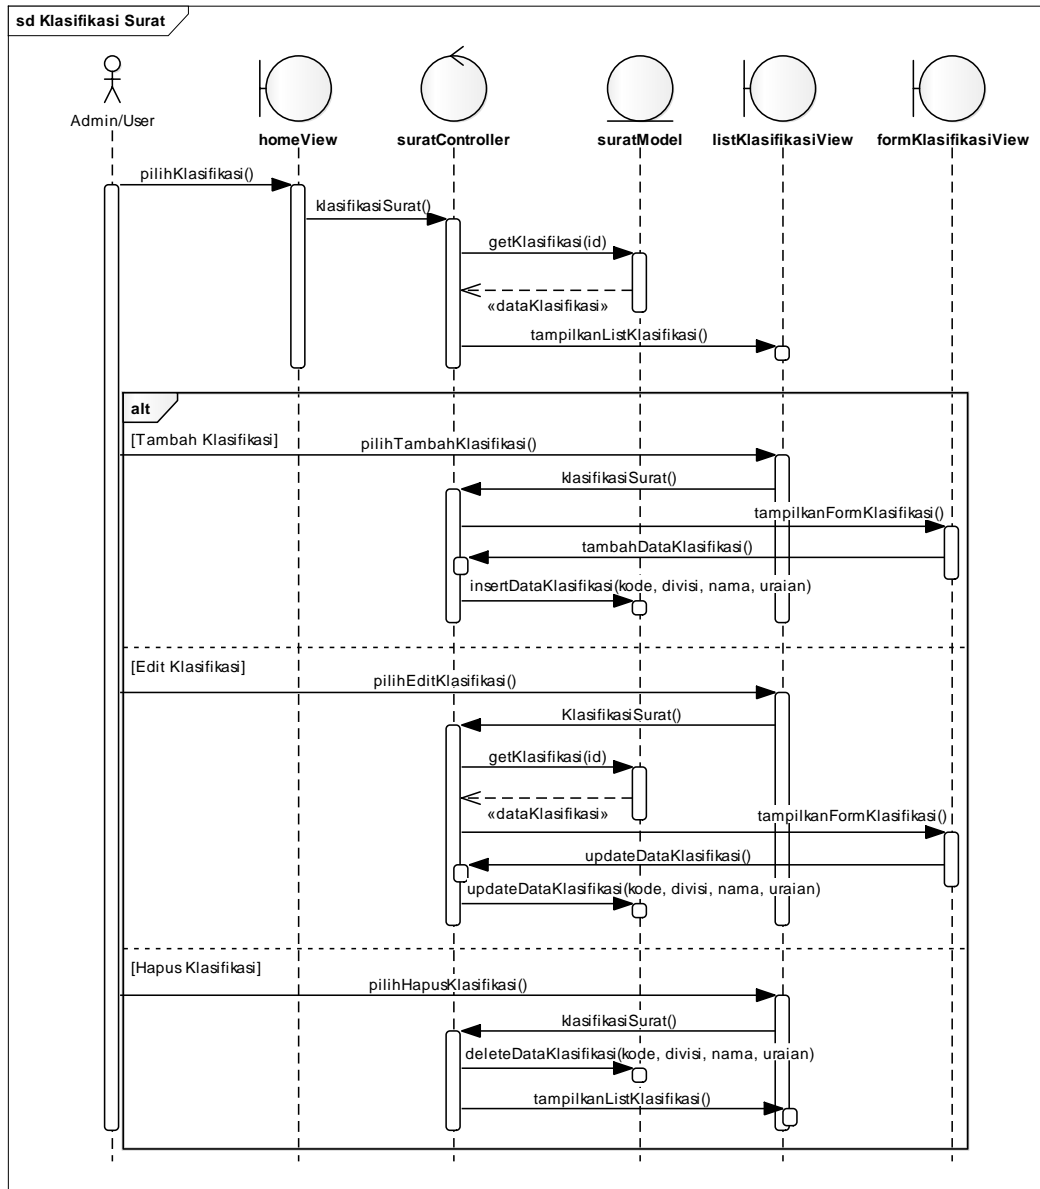 sd Klasifikasi Surat
Admin/User
homeView
suratController
suratModel
listKlasifikasiView
formKlasifikasiView
pilihKlasifikasi()
klasifikasiSurat()
getKlasifikasi(id)
«dataKlasifikasi»
tampilkanListKlasifikasi()
alt
[Tambah Klasifikasi]
pilihTambahKlasifikasi()
klasifikasiSurat()
tampilkanFormKlasifikasi()
tambahDataKlasifikasi()
insertDataKlasifikasi(kode, divisi, nama, uraian)
[Edit Klasifikasi]
pilihEditKlasifikasi()
KlasifikasiSurat()
getKlasifikasi(id)
«dataKlasifikasi»
tampilkanFormKlasifikasi()
updateDataKlasifikasi()
updateDataKlasifikasi(kode, divisi, nama, uraian)
[Hapus Klasifikasi]
pilihHapusKlasifikasi()
klasifikasiSurat()
deleteDataKlasifikasi(kode, divisi, nama, uraian)
tampilkanListKlasifikasi()